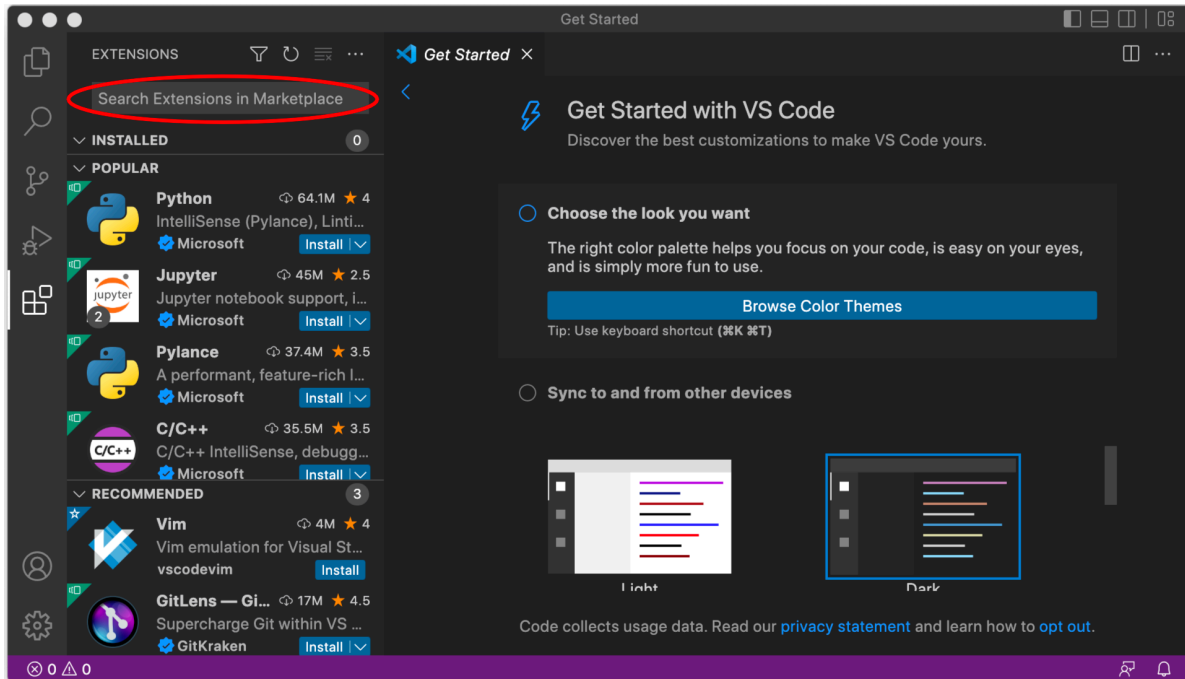 Get Started
EXTENSIONS
Search Extensions in Marketplace
INSTALLED 0
POPULAR
Python 64.1M ★ 4
IntelliSense (Pylance), Linti...
Microsoft Install
Jupyter 45M ★ 2.5
jupyter
2
Jupyter notebook support, i...
Microsoft Install
Pylance 37.4M ★ 3.5
A performant, feature-rich l...
Microsoft Install
C/C++ 35.5M ★ 3.5
C/C++
C/C++ IntelliSense, debugg...
Microsoft Install
RECOMMENDED 3
Vim 4M ★ 4
Vim emulation for Visual St...
vscodevim Install
GitLens — Gi... 17M ★ 4.5
Supercharge Git within VS ...
GitKraken Install
Get Started
Get Started with VS Code
Discover the best customizations to make VS Code yours.
Choose the look you want
The right color palette helps you focus on your code, is easy on your eyes,
and is simply more fun to use.
Browse Color Themes
Tip: Use keyboard shortcut (⌘K ⌘T)
Sync to and from other devices
Light
Dark
Code collects usage data. Read our privacy statement and learn how to opt out.
0 0